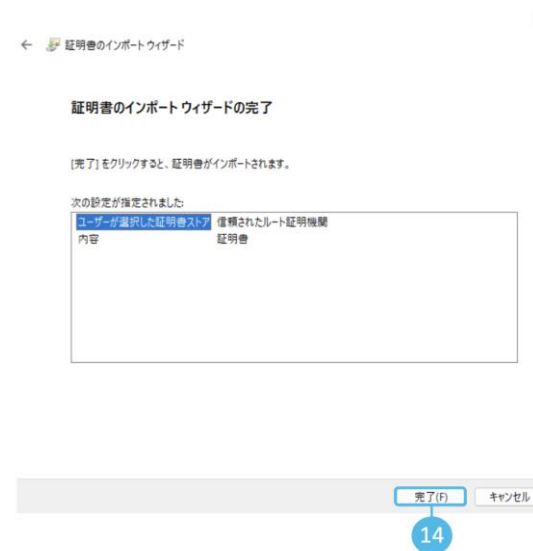 ← 証明書のインポート ウィザード
証明書のインポート ウィザードの完了
[完了] をクリックすると、証明書がインポートされます。
次の設定が指定されました:
ユーザーが選択した証明書ストア 信頼されたルート証明機関
内容 証明書
完了(F) キャンセル
14